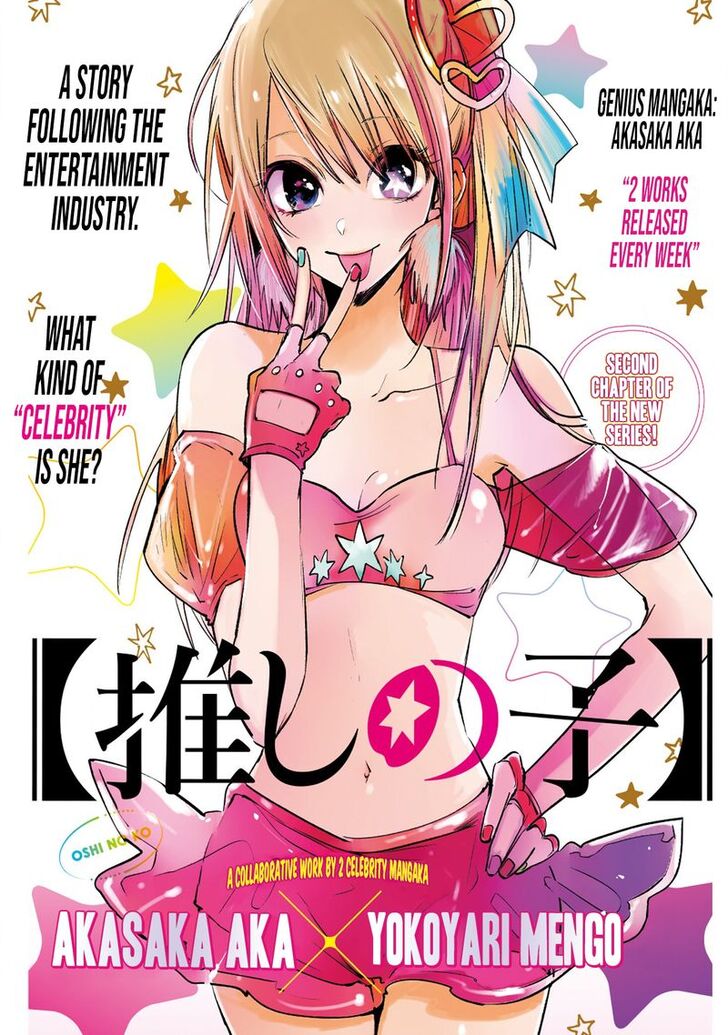 A STORY
FOLLOWING THE
ENTERTAINMENT
INDUSTRY.
GENIUS MANGAKA:
AKASAKA AKA
"2 WORKS
RELEASED
EVERY WEEK"
WHAT
KIND OF
"CELEBRITY"
IS SHE?
SECOND
CHAPTER OF
THE NEW
SERIES!
【推しの子】
OSHI NO KO
A COLLABORATIVE WORK BY 2 CELEBRITY MANGAKA
AKASAKA AKA × YOKOYARI MENGO